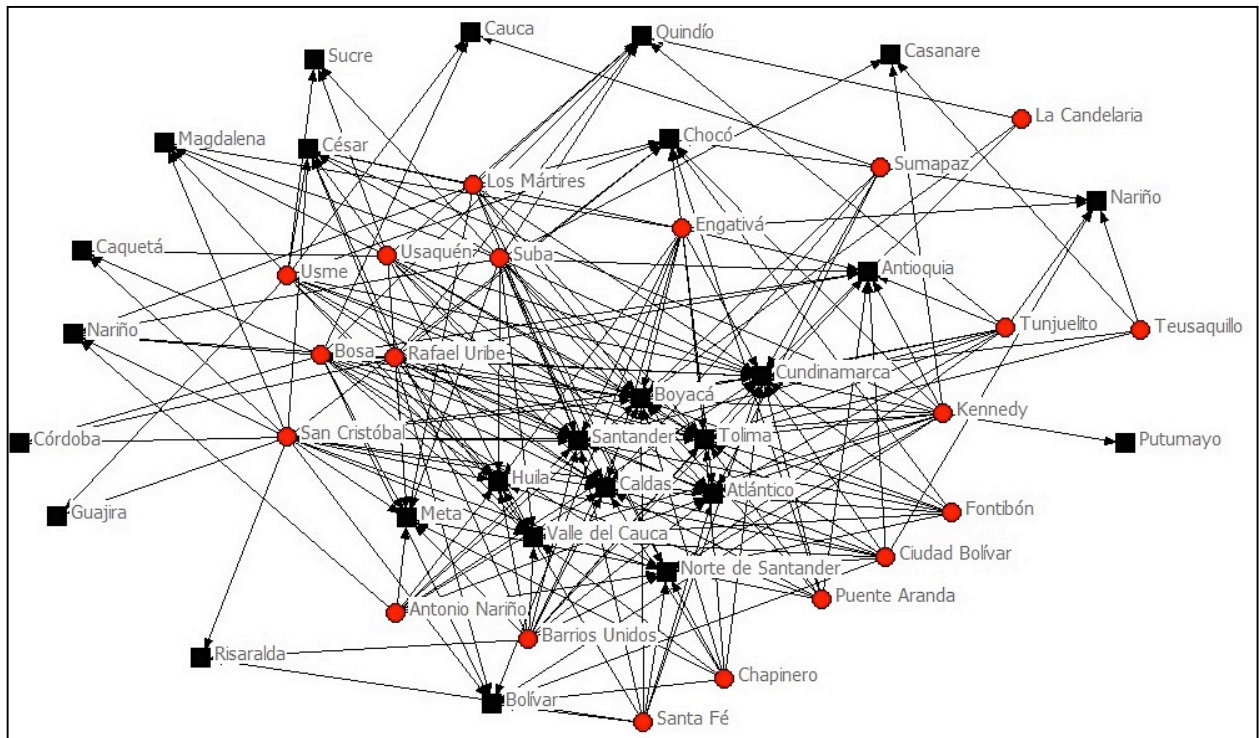 Cauca
Quindío
Sucre
Casanare
La Candelaria
Magdalena
César
Chocó
Sumapaz
Los Mártires
Nariño
Engativá
Caquetá
Usaquén
Suba
Usme
Antioquia
Nariño
Tunjuelito
Teusaquillo
Bosa
Rafael Uribe
Cundinamarca
Boyacá
Kennedy
Córdoba
San Cristóbal
Santander
Tolima
Putumayo
Huila
Caldas
Atlántico
Guajira
Meta
Fontibón
Valle del Cauca
Ciudad Bolívar
Norte de Santander
Puente Aranda
Antonio Nariño
Barrios Unidos
Risaralda
Chapinero
Bolívar
Santa Fé